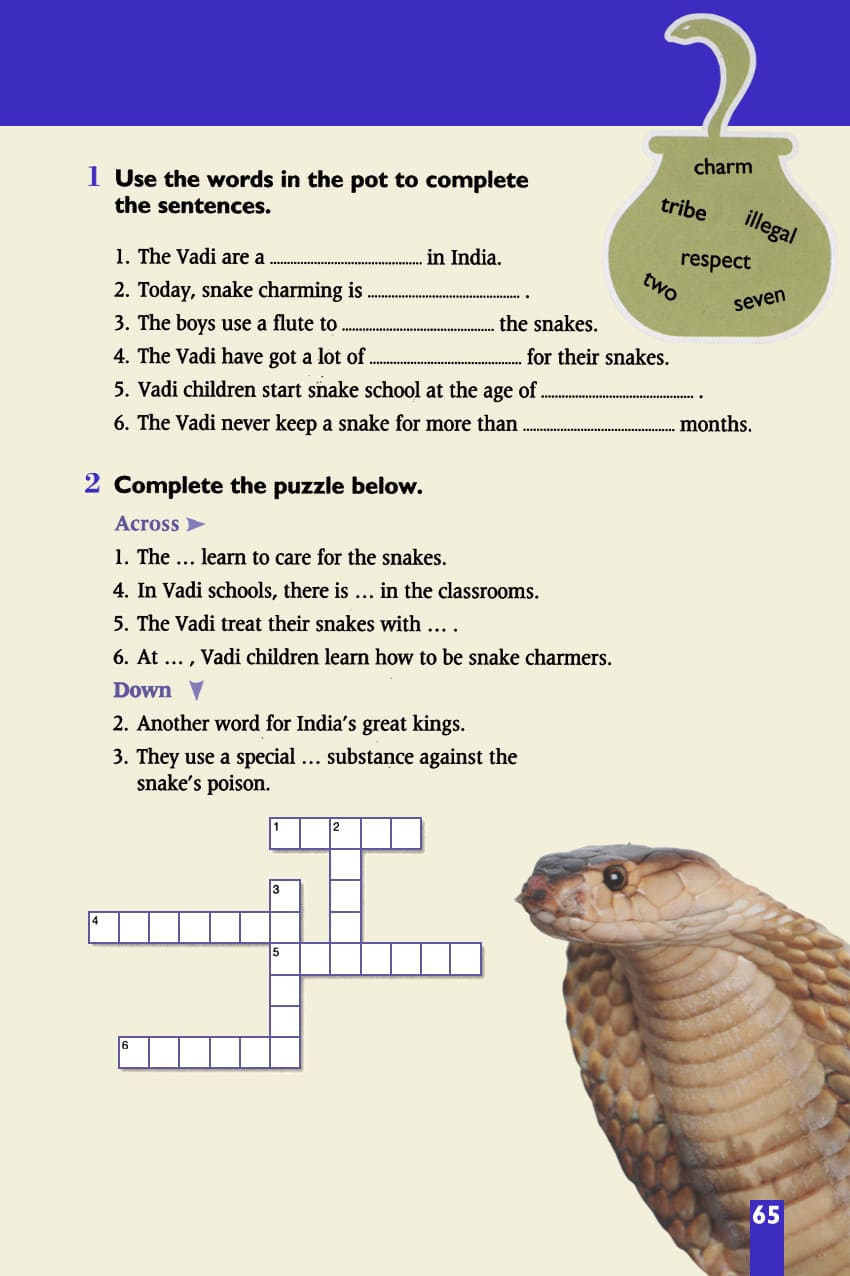 charm
tribe
illegal
respect
two
seven
1 Use the words in the pot to complete
the sentences.
1. The Vadi are a ............................................ in India.
2. Today, snake charming is ............................................ .
3. The boys use a flute to ............................................ the snakes.
4. The Vadi have got a lot of ............................................ for their snakes.
5. Vadi children start snake school at the age of ............................................ .
6. The Vadi never keep a snake for more than ............................................ months.
2 Complete the puzzle below.
Across ➤
1. The … learn to care for the snakes.
4. In Vadi schools, there is … in the classrooms.
5. The Vadi treat their snakes with … .
6. At … , Vadi children learn how to be snake charmers.
Down
2. Another word for India’s great kings.
3. They use a special … substance against the
snake’s poison.
1 2
3
4
5
6
65